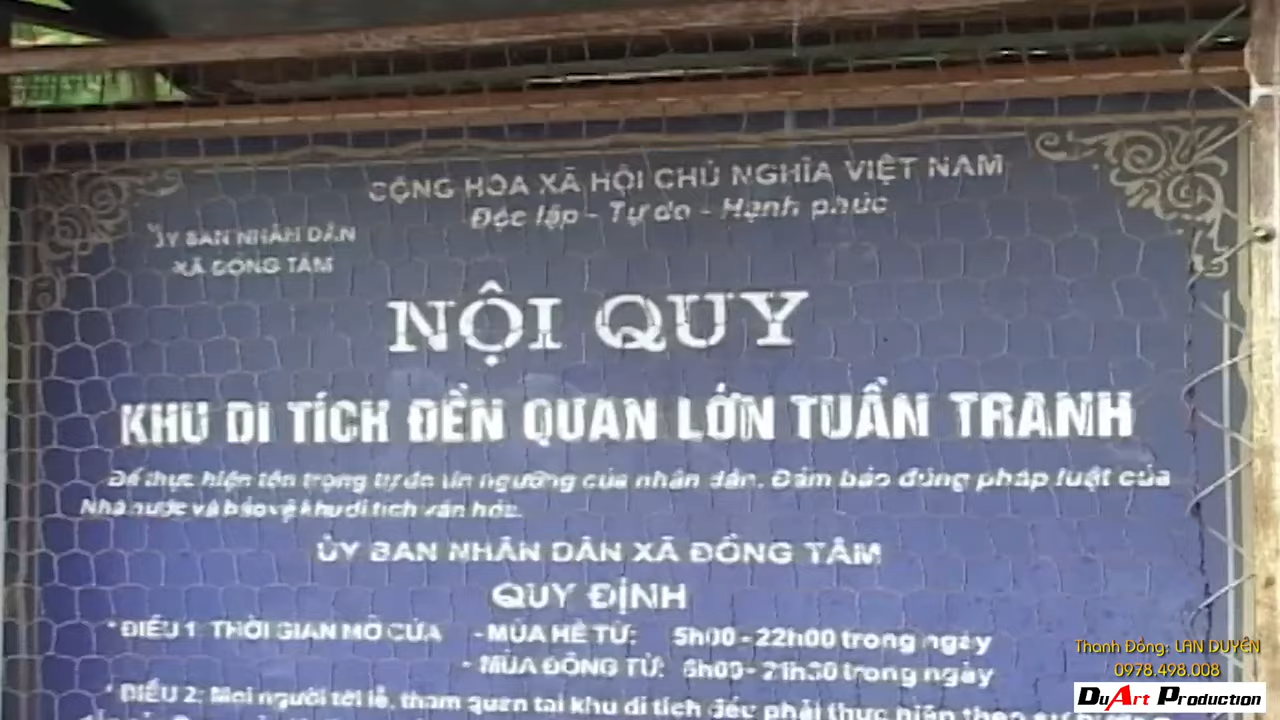 CỘNG HÒA XÃ HỘI CHỦ NGHĨA VIỆT NAM
Độc lập - Tự do - Hạnh phúc
ỦY BAN NHÂN DÂN
XÃ ĐỒNG TÂM
NỘI QUY
KHU DI TÍCH ĐỀN QUAN LỚN TUẦN TRANH
Để thực hiện tôn trọng tự do tín ngưỡng của nhân dân. Đảm bảo đúng pháp luật của
Nhà nước và bảo vệ khu di tích văn hóa.
ỦY BAN NHÂN DÂN XÃ ĐỒNG TÂM
QUY ĐỊNH
* ĐIỀU 1: THỜI GIAN MỞ CỬA - MÙA HÈ TỪ: 5h00 - 22h00 trong ngày
- MÙA ĐÔNG TỪ: 6h00 - 21h30 trong ngày
* ĐIỀU 2: Mọi người tới lễ, tham quan tại khu di tích đều phải thực hiện theo sự
Thanh Đồng: LAN DUYÊN
0978.498.008
DuArt Production